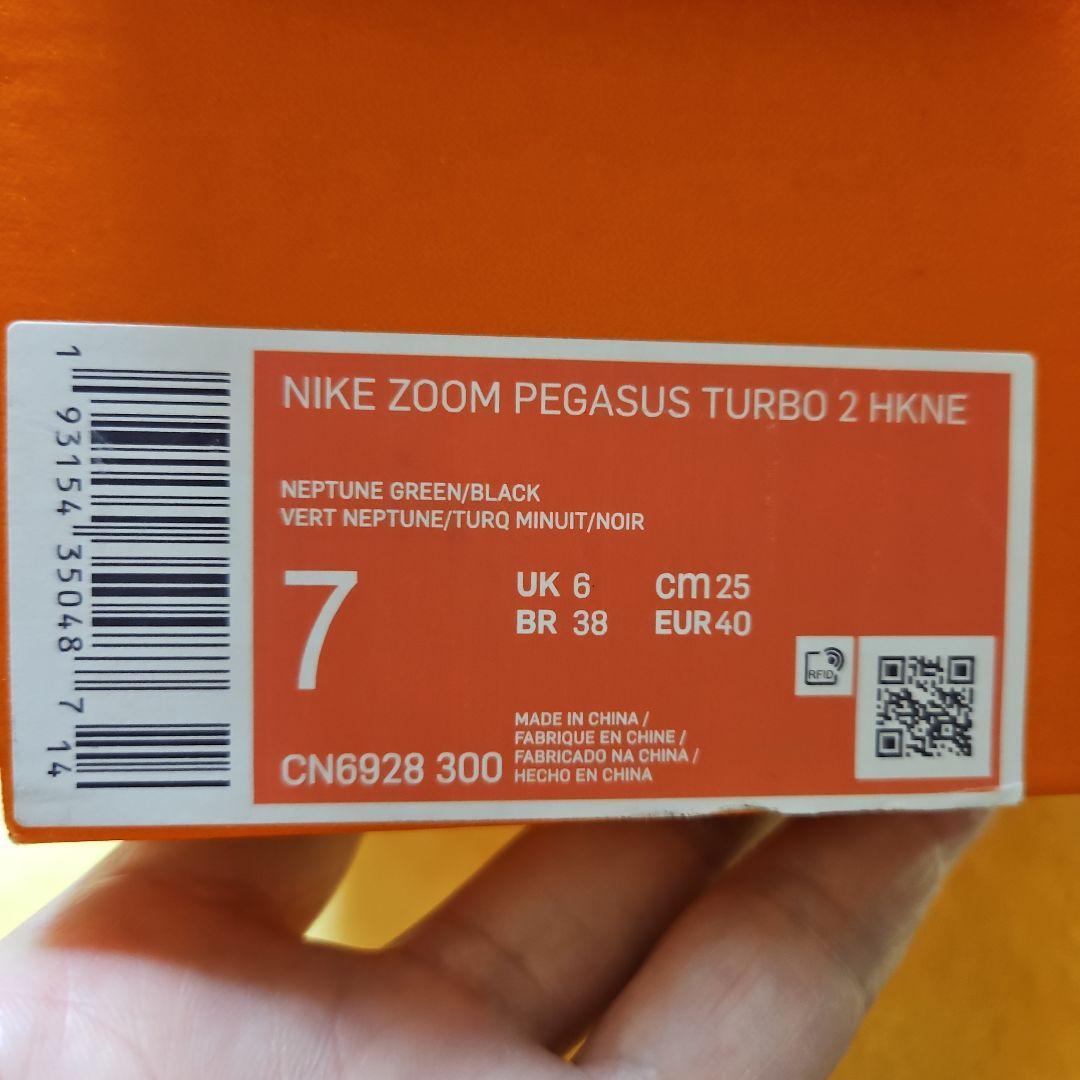 NIKE ZOOM PEGASUS TURBO 2 HKNE
NEPTUNE GREEN/BLACK
VERT NEPTUNE/TURQ MINUIT/NOIR
7
UK 6 cm 25
BR 38 EUR 40
RFID
MADE IN CHINA /
FABRIQUE EN CHINE /
FABRICADO NA CHINA /
HECHO EN CHINA
CN6928 300
1 93154 35048 7 14